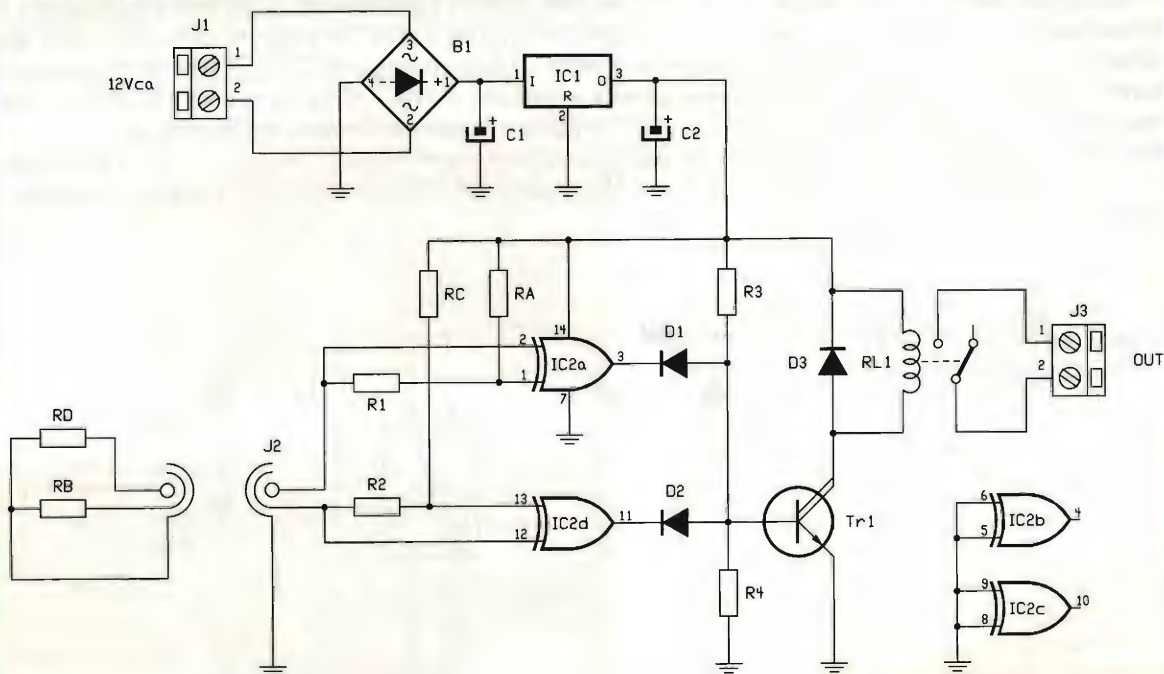 J1
12Vca
1
2
3
~
4
+1
~
2
B1
C1
+
1
I
IC1
R
O
3
2
C2
+
RC
RA
R3
14
2
IC2a
1
7
3
D1
R1
D3
RL1
J3
1
2
OUT
RD
RB
J2
R2
13
IC2d
12
11
D2
Tr1
R4
6
IC2b
5
4
9
IC2c
8
10